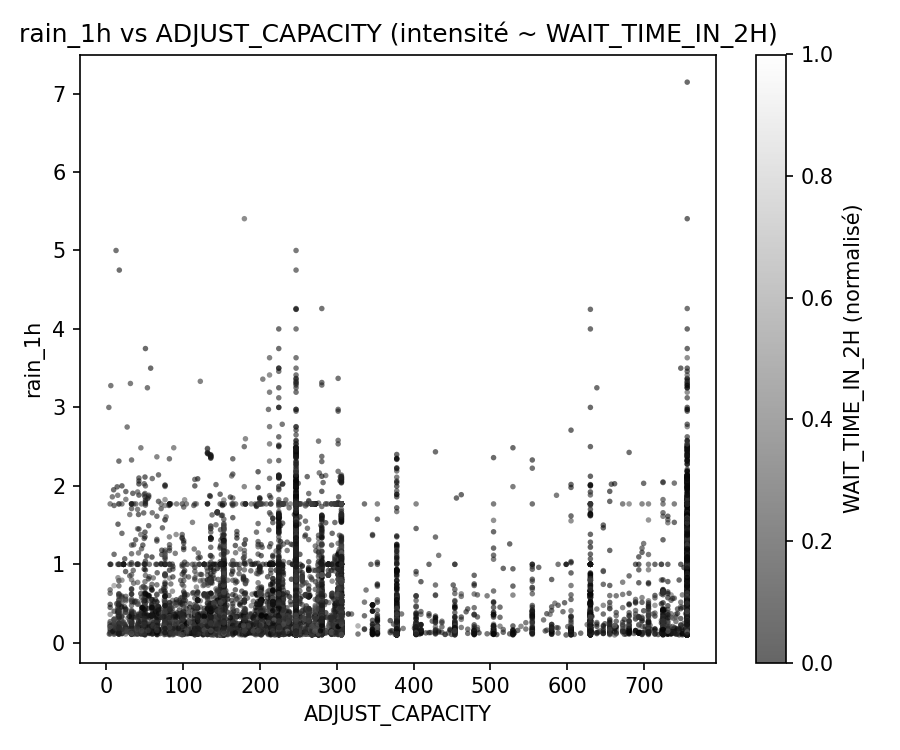 rain_1h vs ADJUST_CAPACITY (intensité ~ WAIT_TIME_IN_2H)
7
6
5
4
3
2
1
0
rain_1h
0 100 200 300 400 500 600 700
ADJUST_CAPACITY
1.0
0.8
0.6
0.4
0.2
0.0
WAIT_TIME_IN_2H (normalisé)